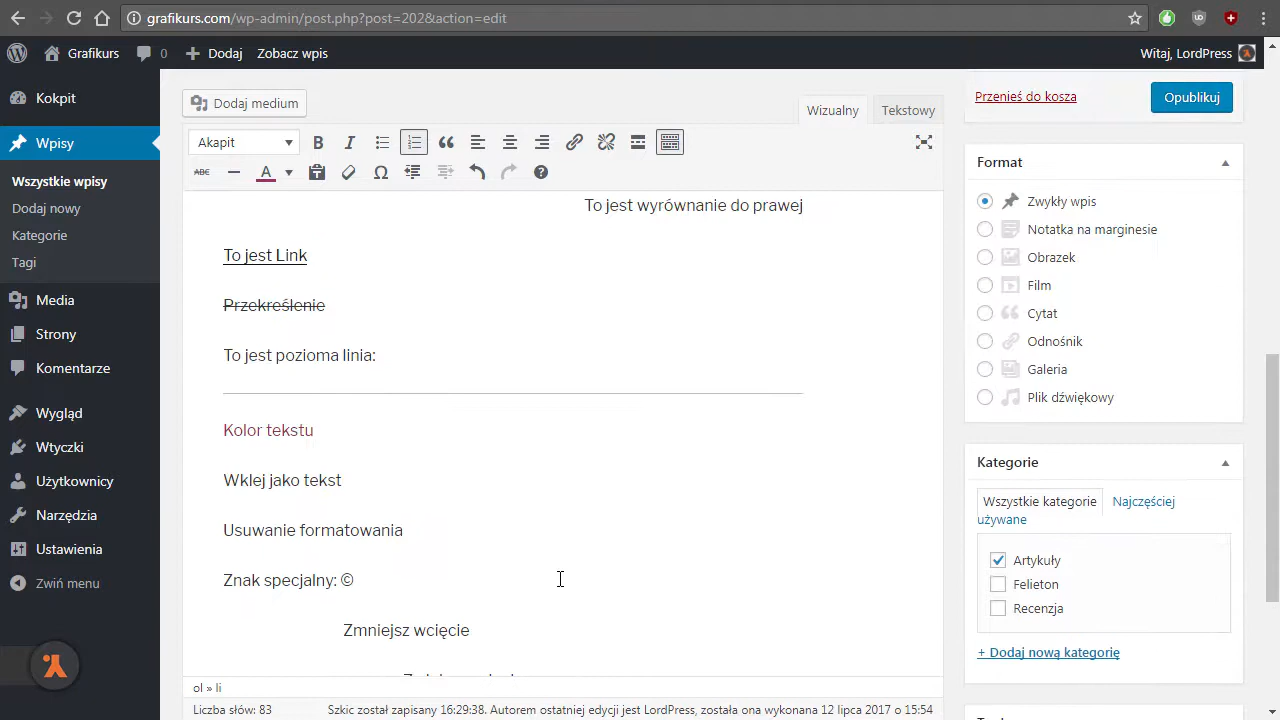 grafikurs.com/wp-admin/post.php?post=202&action=edit
Grafikurs
0
Dodaj
Zobacz wpis
Witaj, LordPress
Kokpit
Wpisy
Wszystkie wpisy
Dodaj nowy
Kategorie
Tagi
Media
Strony
Komentarze
Wygląd
Wtyczki
Użytkownicy
Narzędzia
Ustawienia
Zwiń menu
Dodaj medium
Wizualny
Tekstowy
Akapit
B
I
ABC
A
Ω
To jest wyrównanie do prawej
To jest Link
Przekreślenie
To jest pozioma linia:
Kolor tekstu
Wklej jako tekst
Usuwanie formatowania
Znak specjalny: ©
Zmniejsz wcięcie
ol » li
Liczba słów: 83
Szkic został zapisany 16:29:38. Autorem ostatniej edycji jest LordPress, została ona wykonana 12 lipca 2017 o 15:54
Przenieś do kosza
Opublikuj
Format
Zwykły wpis
Notatka na marginesie
Obrazek
Film
Cytat
Odnośnik
Galeria
Plik dźwiękowy
Kategorie
Wszystkie kategorie
Najczęściej
używane
Artykuły
Felieton
Recenzja
+ Dodaj nową kategorię